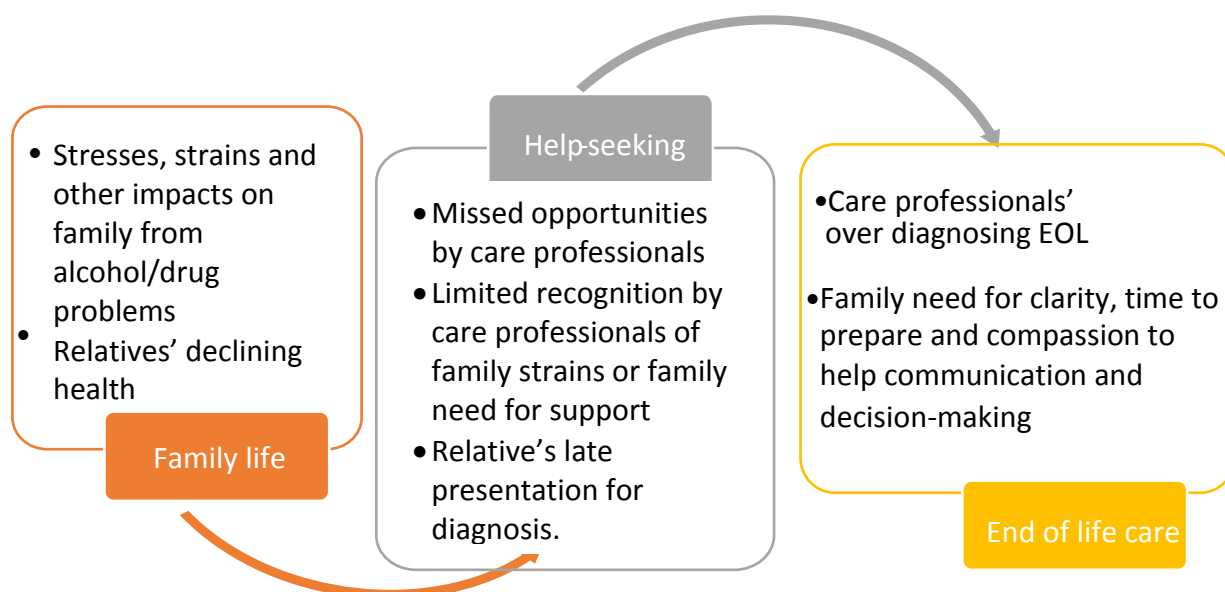 • Stresses, strains and
other impacts on
family from
alcohol/drug
problems
• Relatives’ declining
health
Family life
Help-seeking
•Missed opportunities
by care professionals
•Limited recognition by
care professionals of
family strains or family
need for support
•Relative’s late
presentation for
diagnosis.
•Care professionals’
over diagnosing EOL
•Family need for clarity, time to
prepare and compassion to
help communication and
decision-making
End of life care